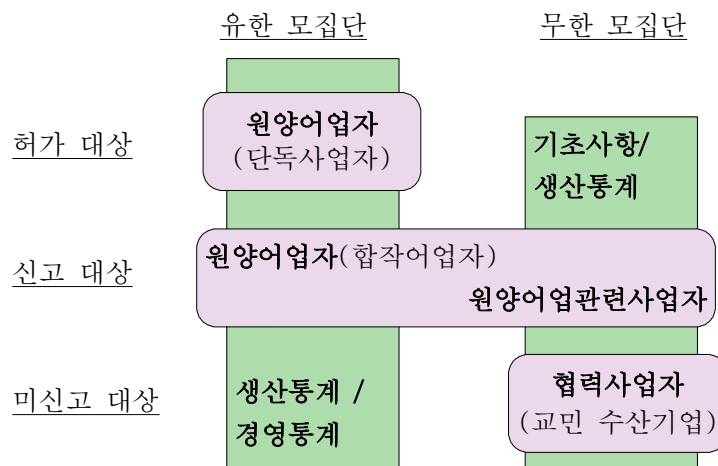 유한 모집단
무한 모집단
허가 대상
원양어업자
(단독사업자)
기초사항/
생산통계
신고 대상
원양어업자(합작어업자)
원양어업관련사업자
미신고 대상
생산통계 /
경영통계
협력사업자
(교민 수산기업)